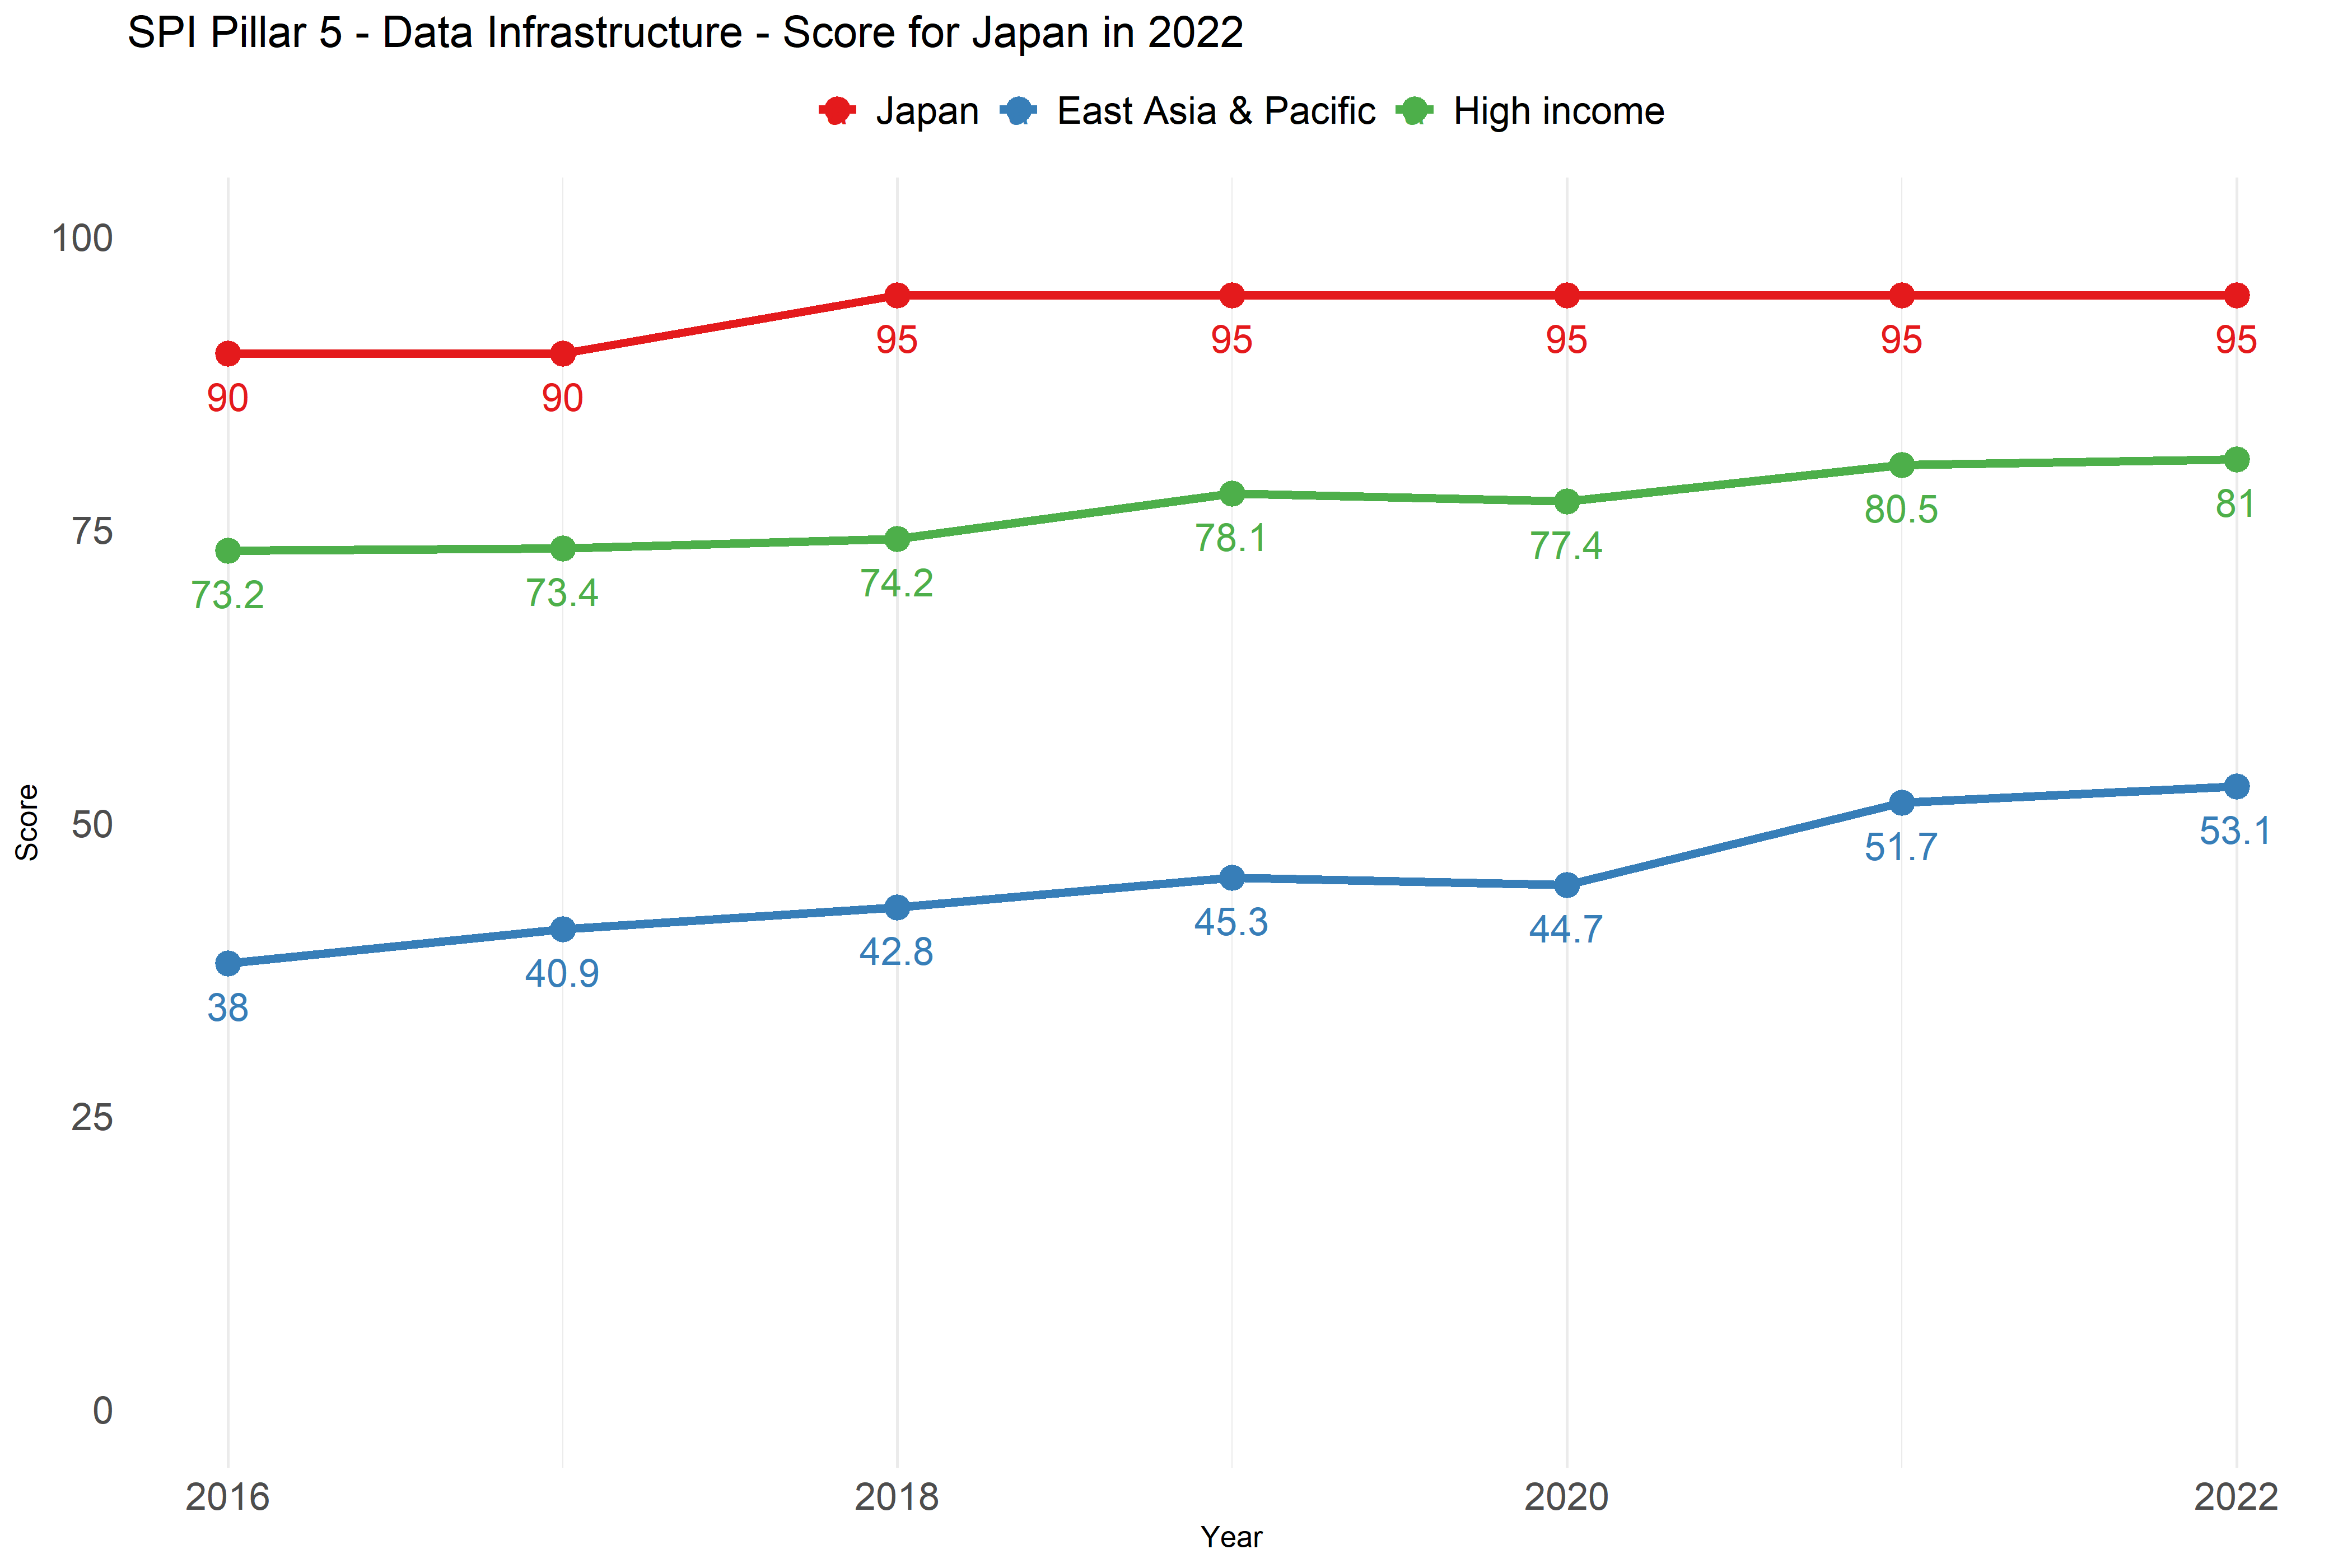 SPI Pillar 5 - Data Infrastructure - Score for Japan in 2022
Japan East Asia & Pacific High income
100
75
50
25
0
Score
90 90 95 95 95 95 95
73.2 73.4 74.2 78.1 77.4 80.5 81
38 40.9 42.8 45.3 44.7 51.7 53.1
2016 2018 2020 2022
Year